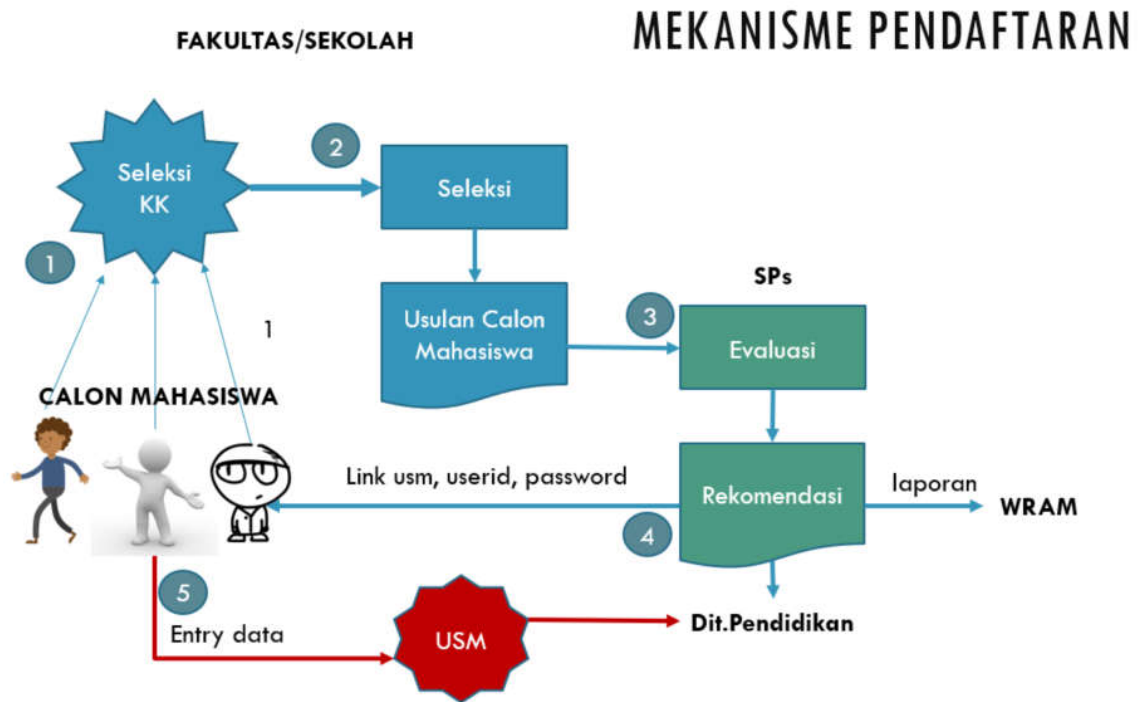 MEKANISME PENDAFTARAN
FAKULTAS/SEKOLAH
Seleksi
KK
2
Seleksi
1
1
Usulan Calon
Mahasiswa
3
SPs
Evaluasi
CALON MAHASISWA
Link usm, userid, password
4
Rekomendasi
laporan
WRAM
5
Entry data
USM
Dit.Pendidikan